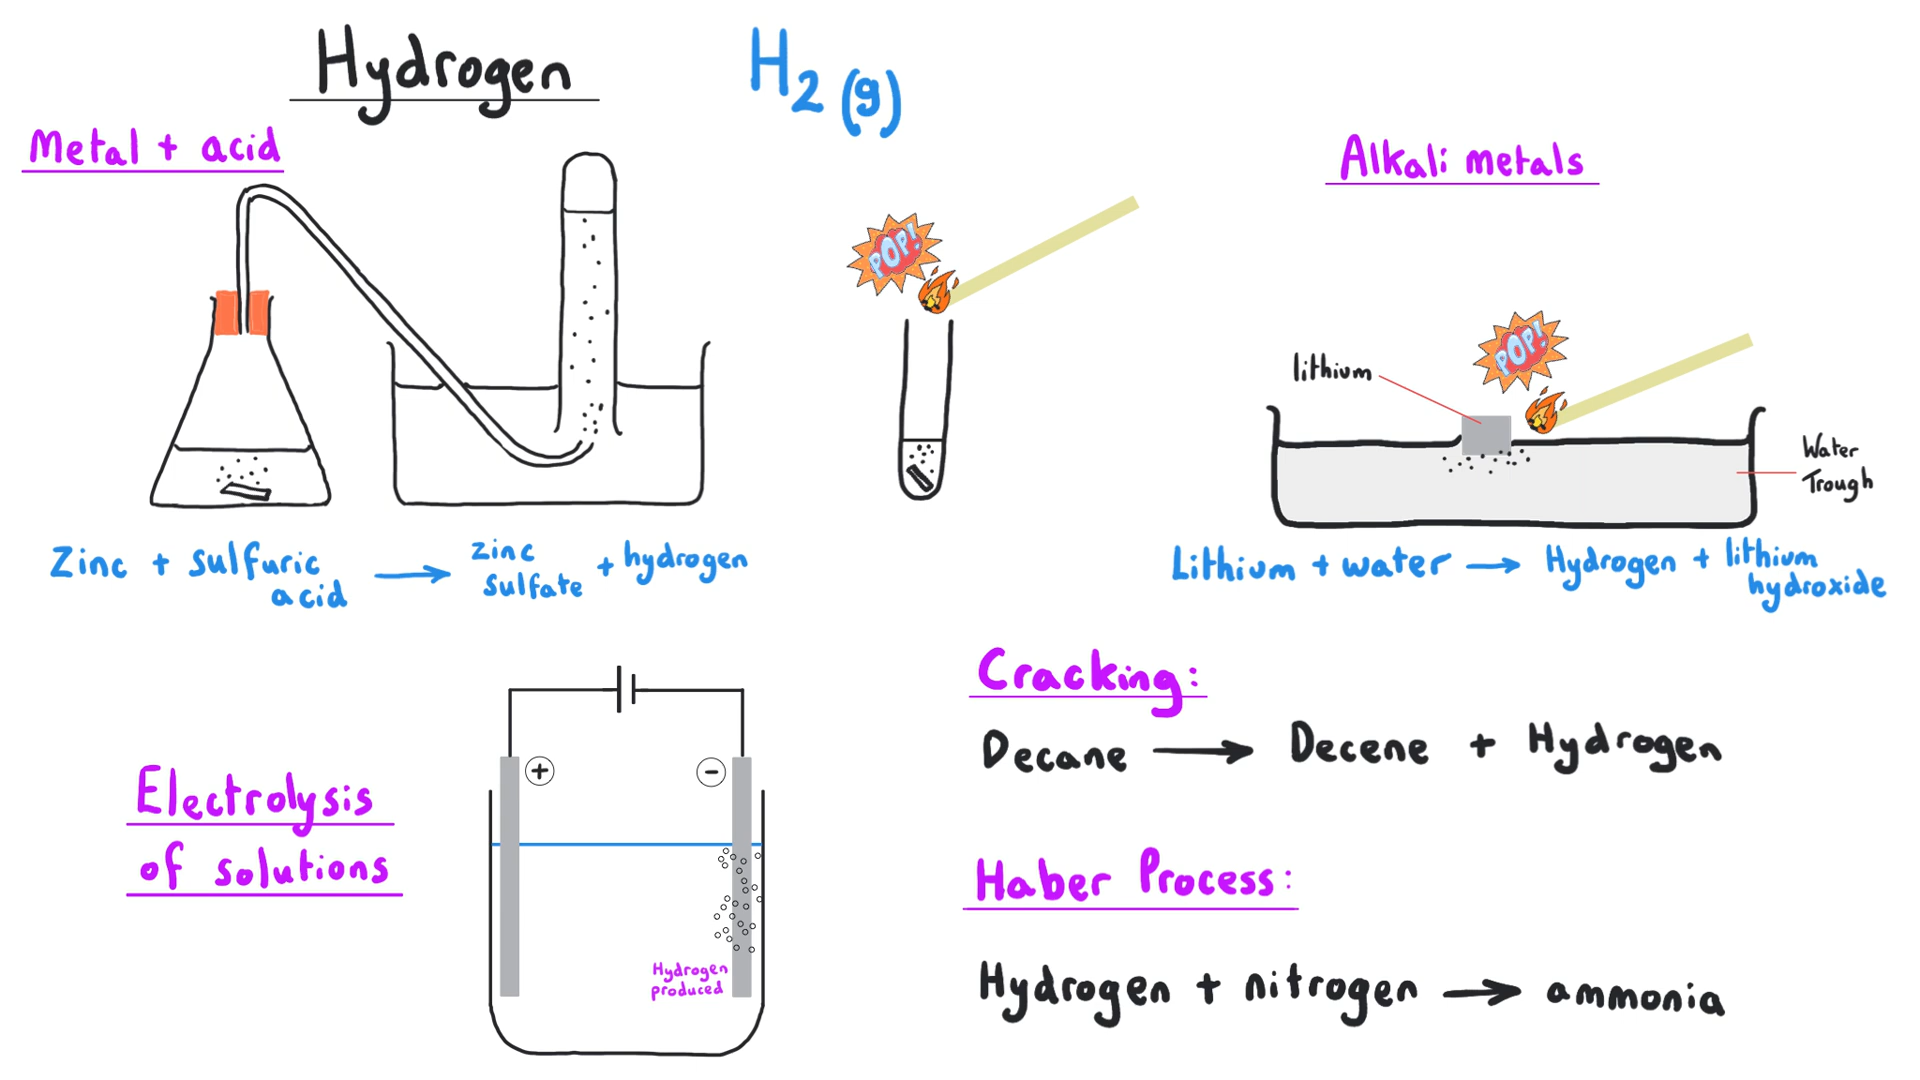 Hydrogen
H2 (g)
Metal + acid
Alkali metals
POP!
POP!
lithium
Water
Trough
Zinc + sulfuric acid → zinc sulfate + hydrogen
Lithium + water → Hydrogen + lithium hydroxide
Electrolysis
of solutions
+
−
Hydrogen
produced
Cracking:
Decane → Decene + Hydrogen
Haber Process:
Hydrogen + nitrogen → ammonia